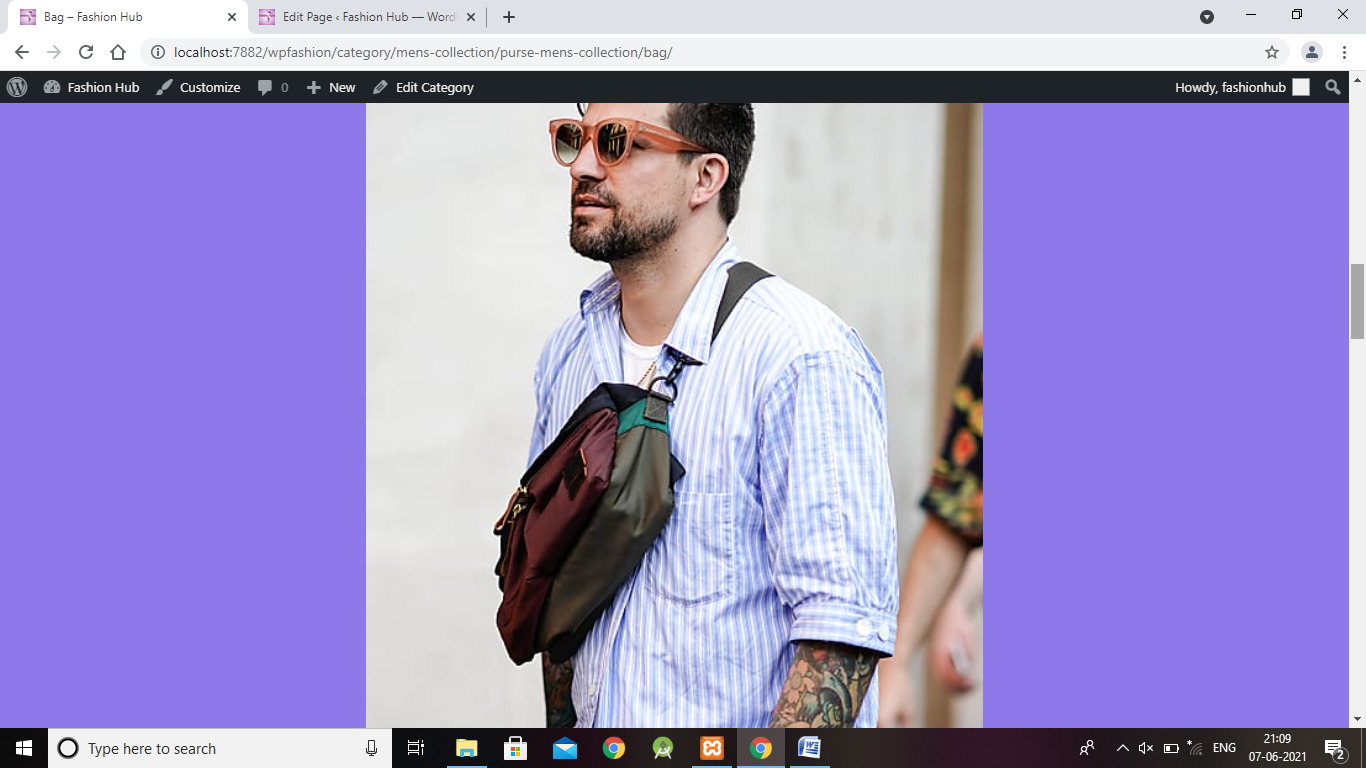 Bag – Fashion Hub
Edit Page ‹ Fashion Hub — Word
localhost:7882/wpfashion/category/mens-collection/purse-mens-collection/bag/
Fashion Hub Customize 0 New Edit Category Howdy, fashionhub
Type here to search
ENG
21:09
07-06-2021
2